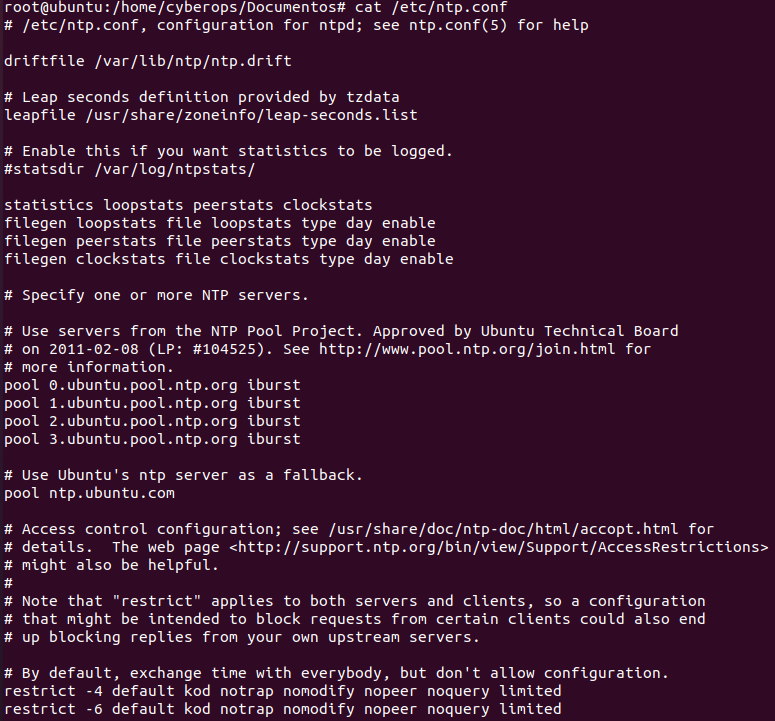 root@ubuntu:/home/cyberops/Documentos# cat /etc/ntp.conf
# /etc/ntp.conf, configuration for ntpd; see ntp.conf(5) for help

driftfile /var/lib/ntp/ntp.drift

# Leap seconds definition provided by tzdata
leapfile /usr/share/zoneinfo/leap-seconds.list

# Enable this if you want statistics to be logged.
#statsdir /var/log/ntpstats/

statistics loopstats peerstats clockstats
filegen loopstats file loopstats type day enable
filegen peerstats file peerstats type day enable
filegen clockstats file clockstats type day enable

# Specify one or more NTP servers.

# Use servers from the NTP Pool Project. Approved by Ubuntu Technical Board
# on 2011-02-08 (LP: #104525). See http://www.pool.ntp.org/join.html for
# more information.
pool 0.ubuntu.pool.ntp.org iburst
pool 1.ubuntu.pool.ntp.org iburst
pool 2.ubuntu.pool.ntp.org iburst
pool 3.ubuntu.pool.ntp.org iburst

# Use Ubuntu's ntp server as a fallback.
pool ntp.ubuntu.com

# Access control configuration; see /usr/share/doc/ntp-doc/html/accopt.html for
# details.  The web page <http://support.ntp.org/bin/view/Support/AccessRestrictions>
# might also be helpful.
#
# Note that "restrict" applies to both servers and clients, so a configuration
# that might be intended to block requests from certain clients could also end
# up blocking replies from your own upstream servers.

# By default, exchange time with everybody, but don't allow configuration.
restrict -4 default kod notrap nomodify nopeer noquery limited
restrict -6 default kod notrap nomodify nopeer noquery limited